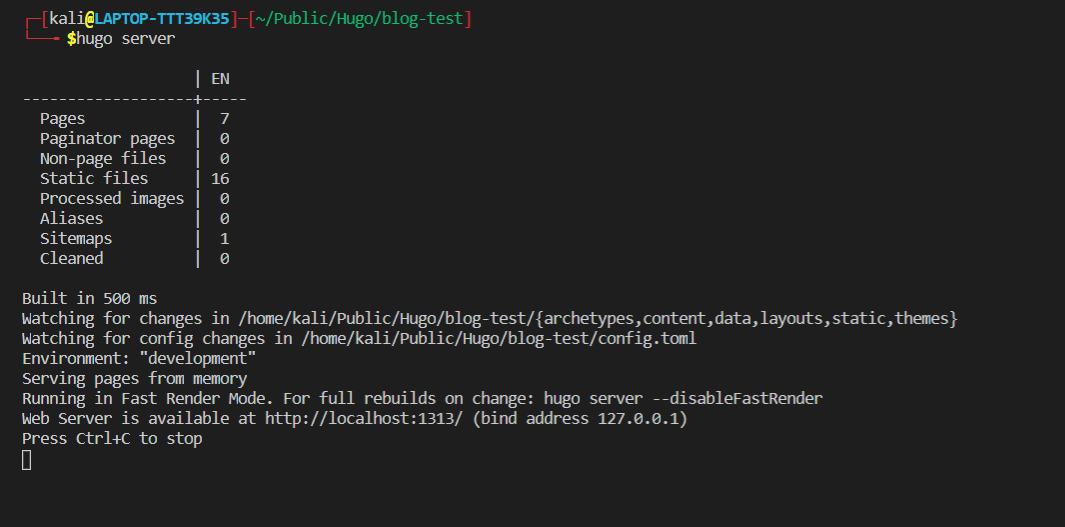 ┌─[kali@LAPTOP-TTT39K35]─[~/Public/Hugo/blog-test]
└──╼ $hugo server
                   | EN
-------------------+-----
  Pages            |  7
  Paginator pages  |  0
  Non-page files   |  0
  Static files     | 16
  Processed images |  0
  Aliases          |  0
  Sitemaps         |  1
  Cleaned          |  0
Built in 500 ms
Watching for changes in /home/kali/Public/Hugo/blog-test/{archetypes,content,data,layouts,static,themes}
Watching for config changes in /home/kali/Public/Hugo/blog-test/config.toml
Environment: "development"
Serving pages from memory
Running in Fast Render Mode. For full rebuilds on change: hugo server --disableFastRender
Web Server is available at http://localhost:1313/ (bind address 127.0.0.1)
Press Ctrl+C to stop